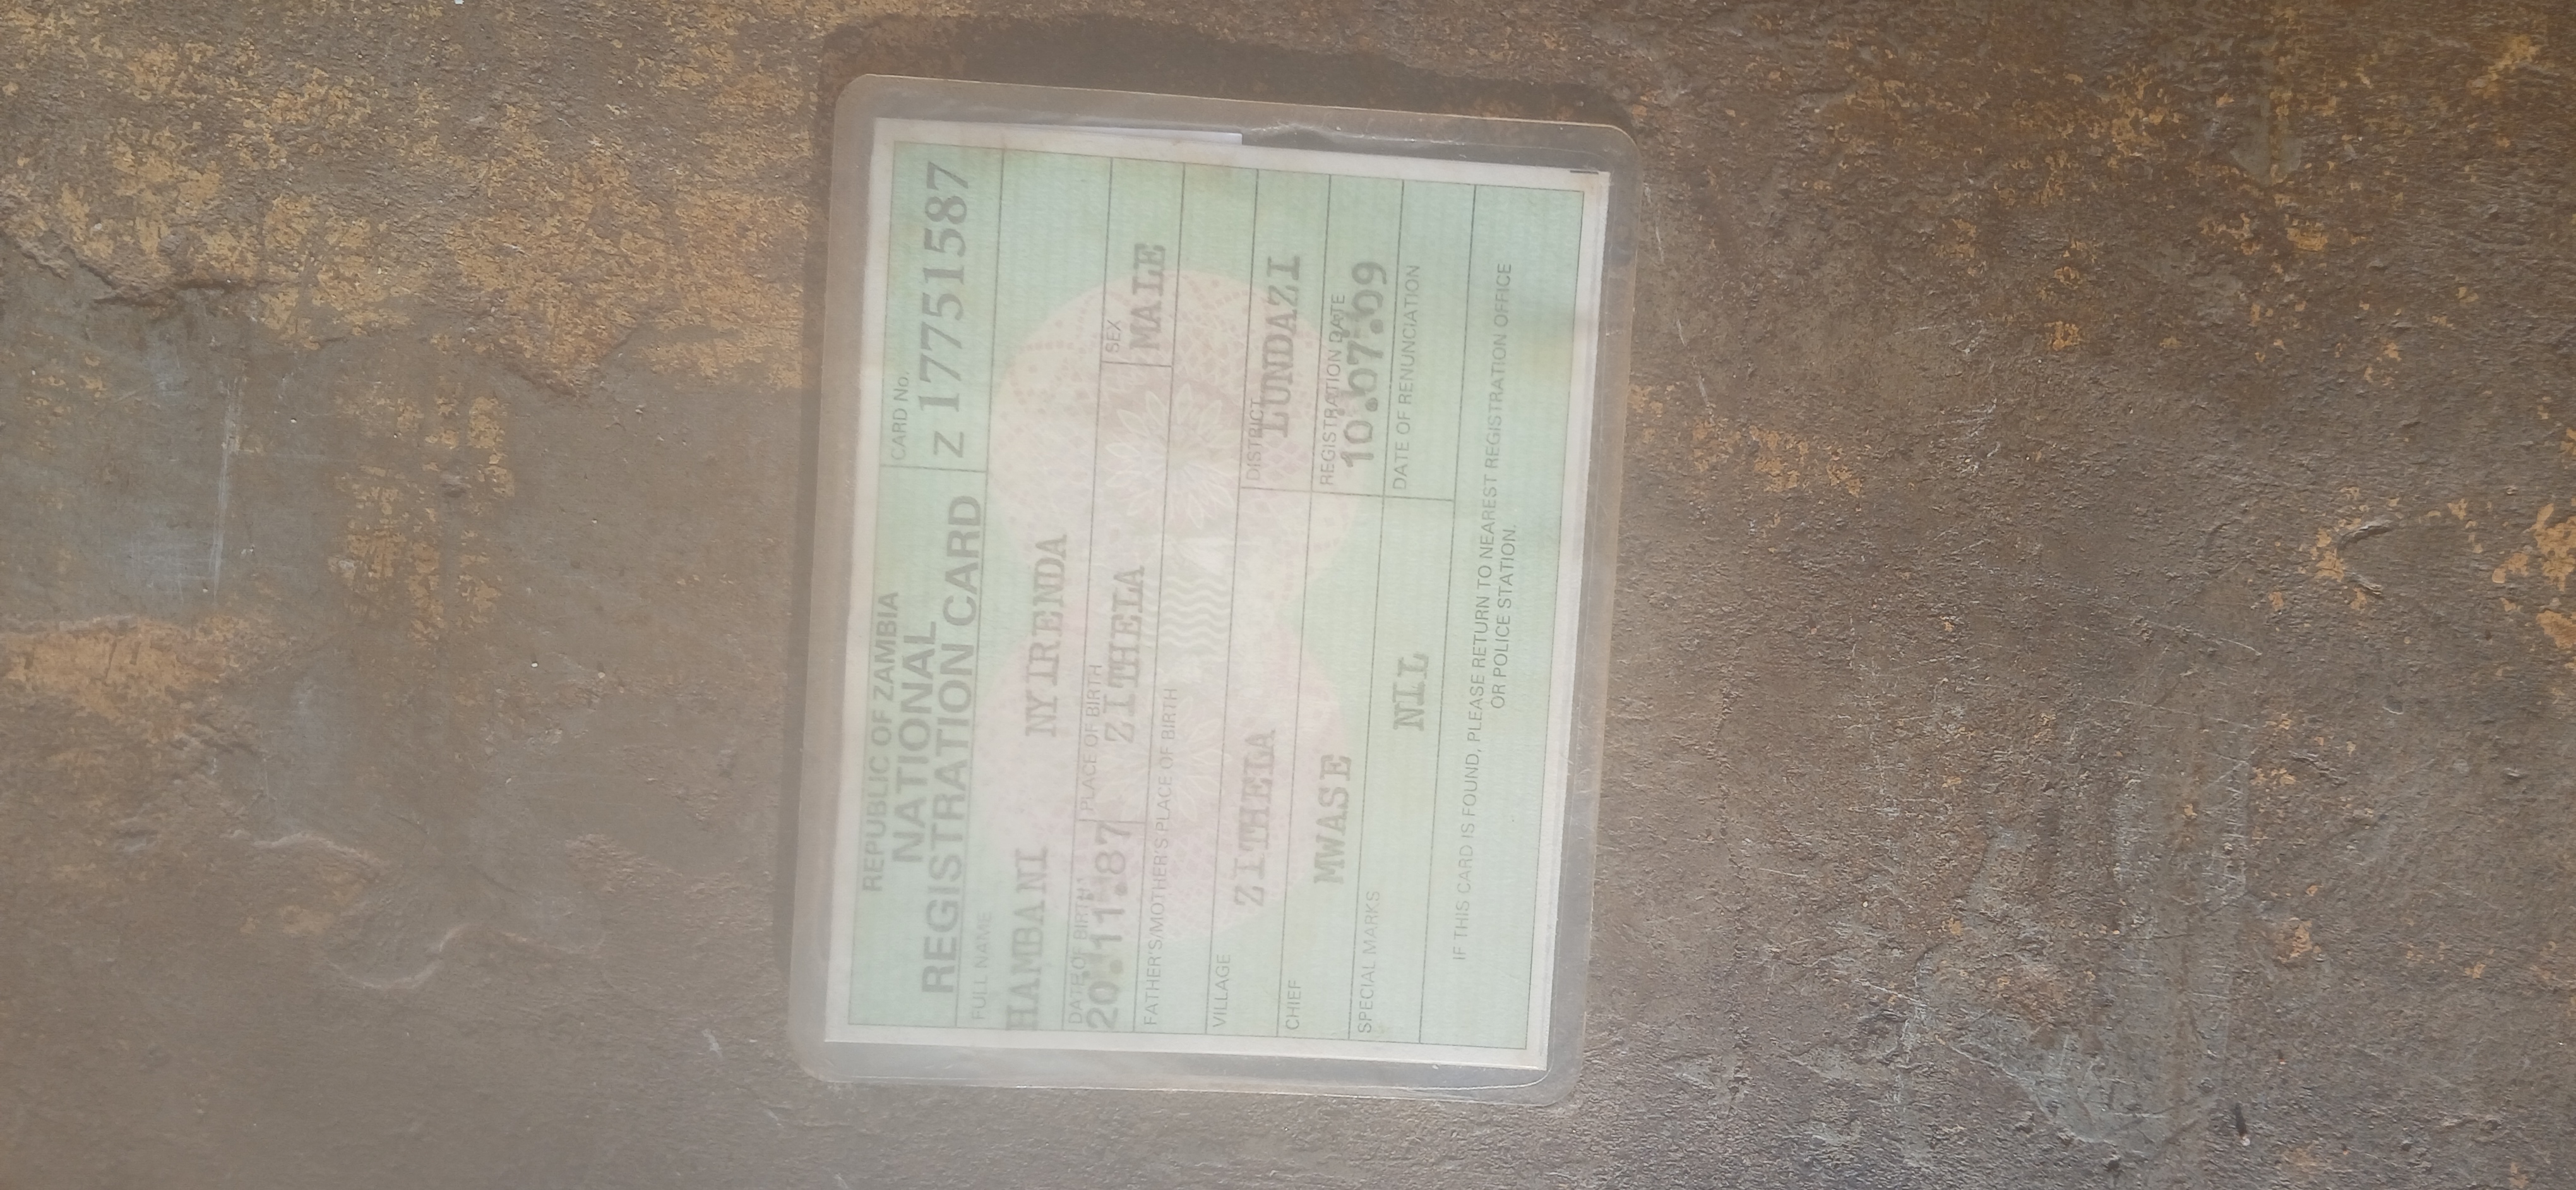 REPUBLIC OF ZAMBIA
NATIONAL
REGISTRATION CARD
CARD No.
Z 17751587
FULL NAME
HAMBANI NYIRENDA
DATE OF BIRTH
20.11.87
PLACE OF BIRTH
ZITHELA
SEX
MALE
FATHER'S/MOTHER'S PLACE OF BIRTH
VILLAGE
ZITHELA
DISTRICT
LUNDAZI
CHIEF
MWASE
REGISTRATION DATE
10.07.09
SPECIAL MARKS
NIL
DATE OF RENUNCIATION
IF THIS CARD IS FOUND, PLEASE RETURN TO NEAREST REGISTRATION OFFICE
OR POLICE STATION.